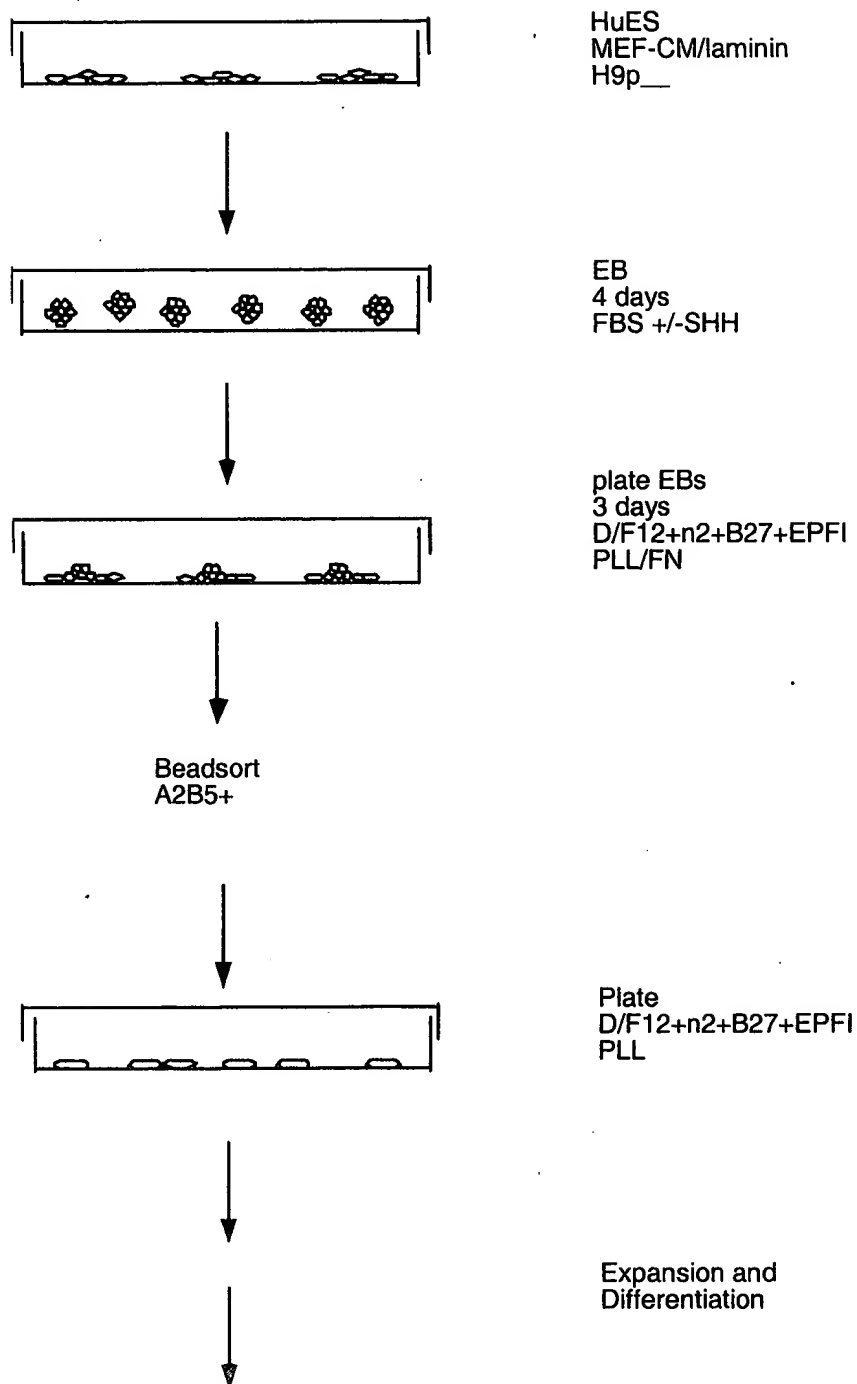 HuES
MEF-CM/laminin
H9p__
EB
4 days
FBS +/-SHH
plate EBs
3 days
D/F12+n2+B27+EPFI
PLL/FN
Beadsort
A2B5+
Plate
D/F12+n2+B27+EPFI
PLL
Expansion and
Differentiation